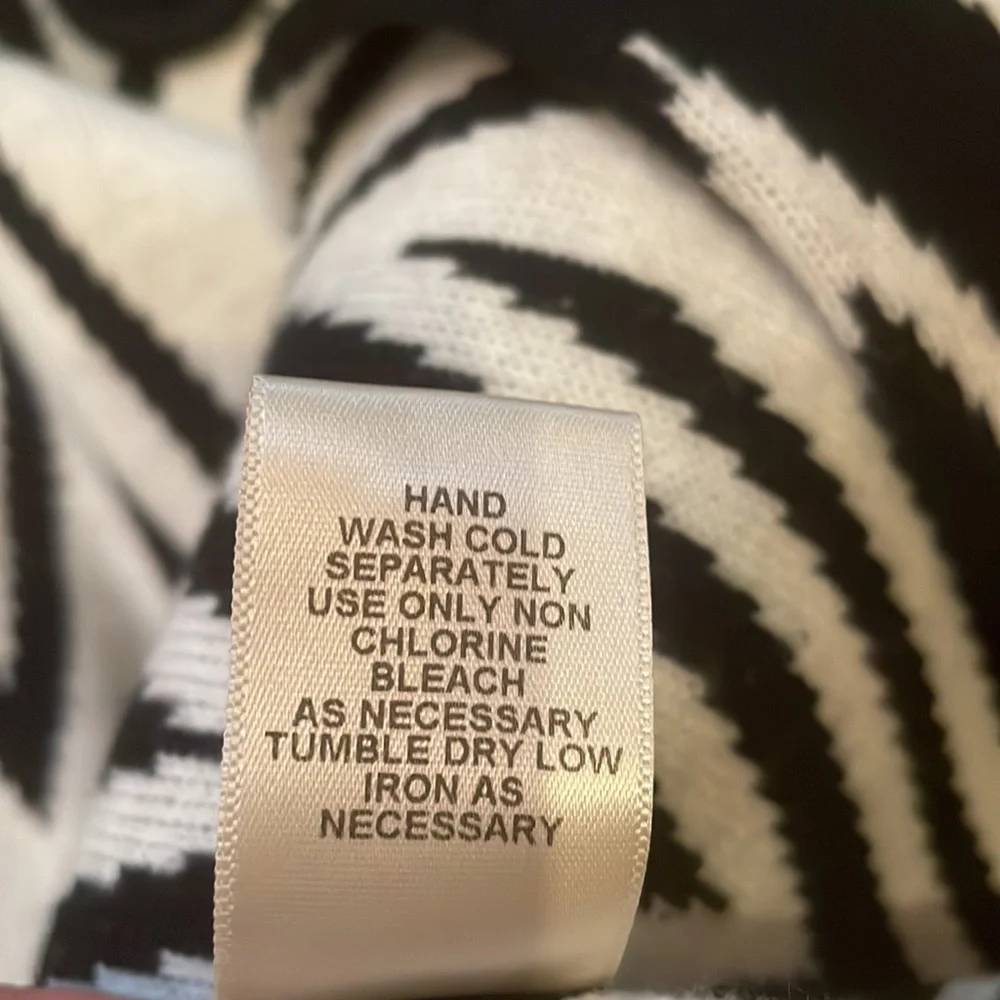 HAND
WASH COLD
SEPARATELY
USE ONLY NON
CHLORINE
BLEACH
AS NECESSARY
TUMBLE DRY LOW
IRON AS
NECESSARY